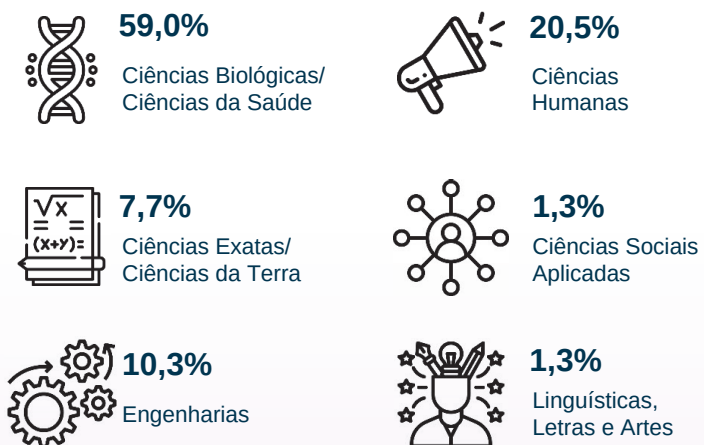 59,0%
Ciências Biológicas/
Ciências da Saúde
20,5%
Ciências
Humanas
√x
(x+y)=
7,7%
Ciências Exatas/
Ciências da Terra
1,3%
Ciências Sociais
Aplicadas
10,3%
Engenharias
1,3%
Linguísticas,
Letras e Artes